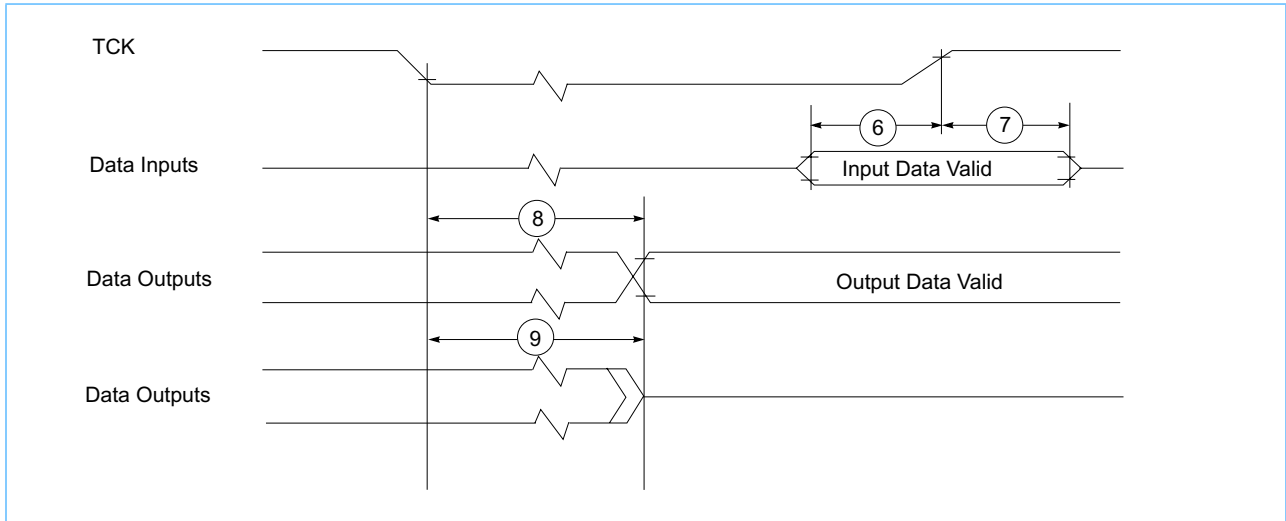 TCK
6
7
Data Inputs
Input Data Valid
8
Data Outputs
Output Data Valid
9
Data Outputs